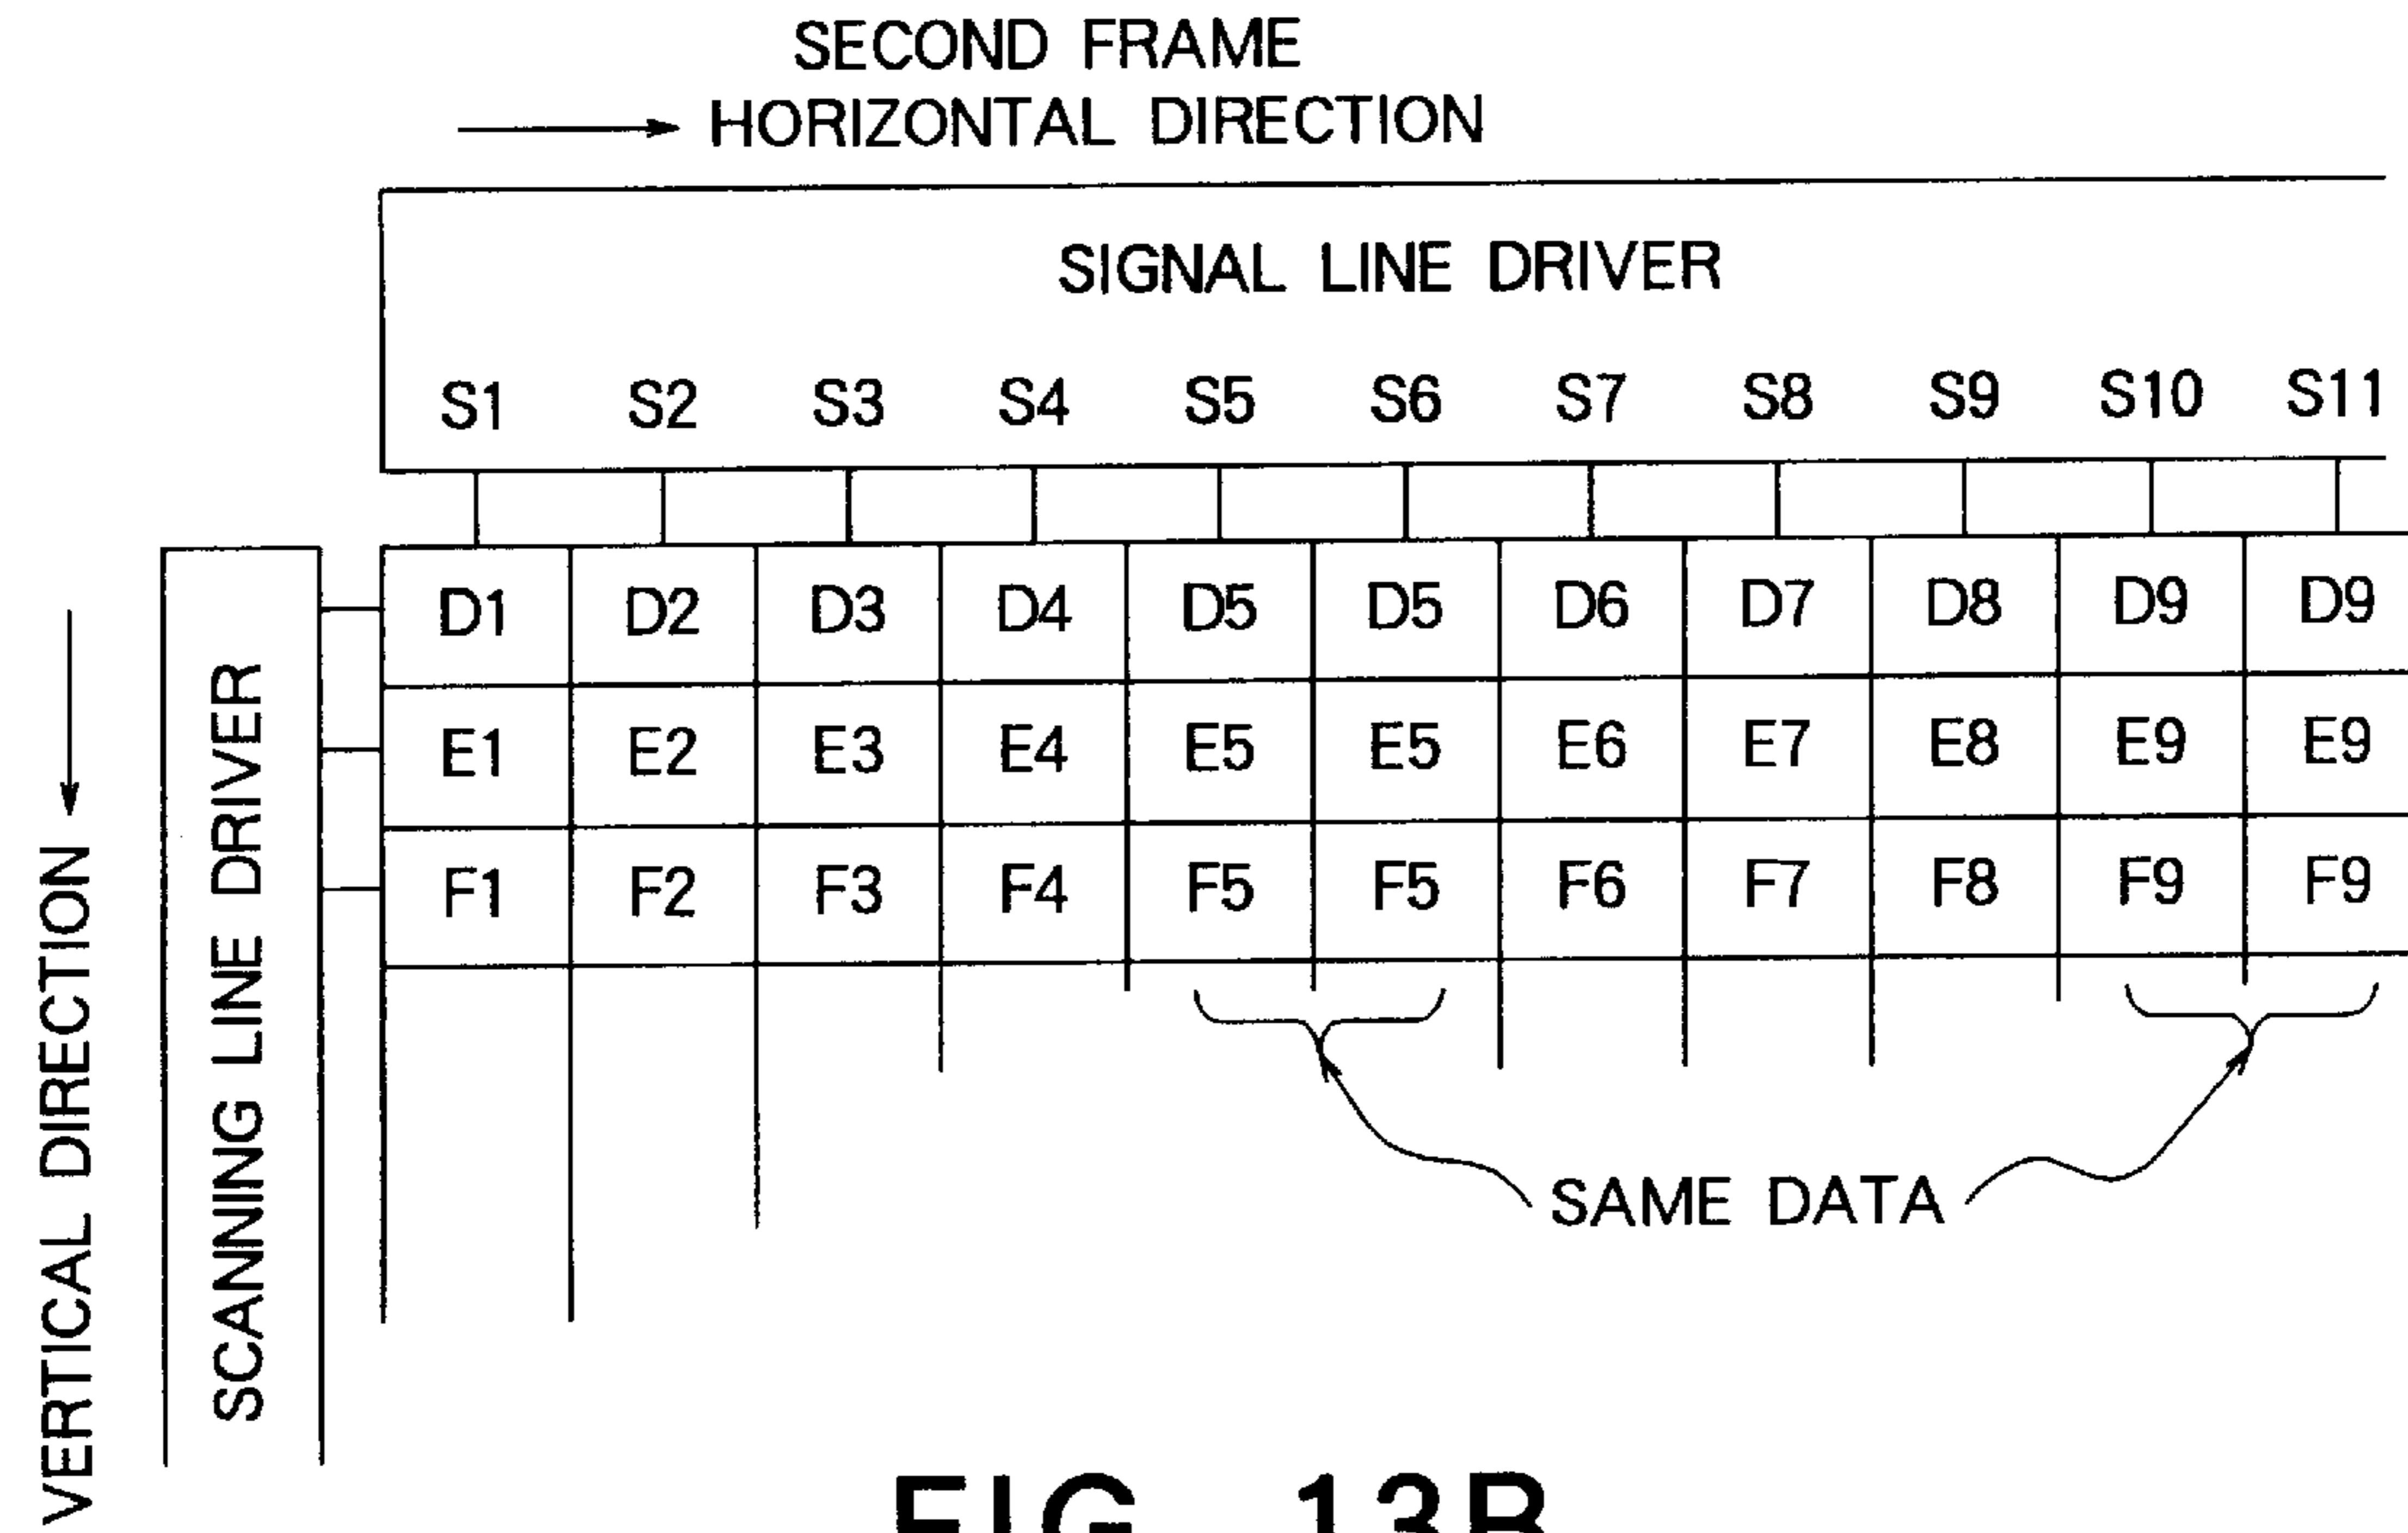 SECOND FRAME
HORIZONTAL DIRECTION
SIGNAL LINE DRIVER
S1 S2 S3 S4 S5 S6 S7 S8 S9 S10 S11
VERTICAL DIRECTION
SCANNING LINE DRIVER
D1 D2 D3 D4 D5 D5 D6 D7 D8 D9 D9
E1 E2 E3 E4 E5 E5 E6 E7 E8 E9 E9
F1 F2 F3 F4 F5 F5 F6 F7 F8 F9 F9
SAME DATA
FIG. 13B